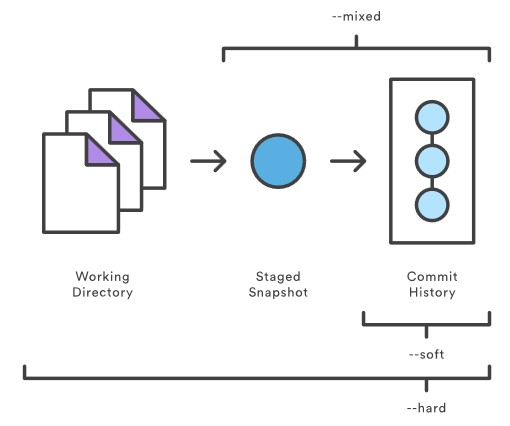 --mixed
Working
Directory
Staged
Snapshot
Commit
History
--soft
--hard